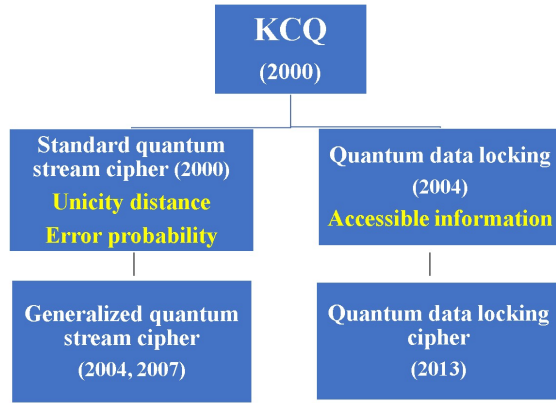 KCQ
(2000)
Standard quantum
stream cipher (2000)
Unicity distance
Error probability
Quantum data locking
(2004)
Accessible information
Generalized quantum
stream cipher
(2004, 2007)
Quantum data locking
cipher
(2013)